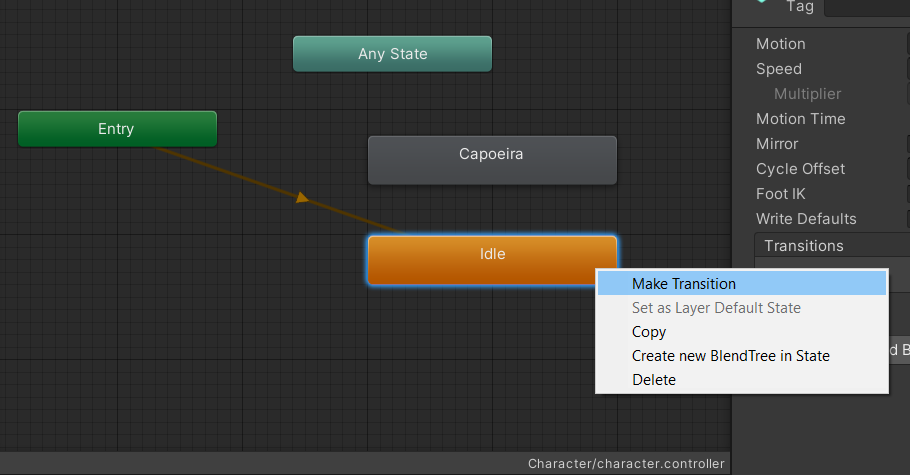 Tag
Any State
Motion
Speed
Multiplier
Entry
Motion Time
Capoeira
Mirror
Cycle Offset
Foot IK
Write Defaults
Idle
Transitions
Make Transition
Set as Layer Default State
Copy
Create new BlendTree in State
Delete
Character/character.controller